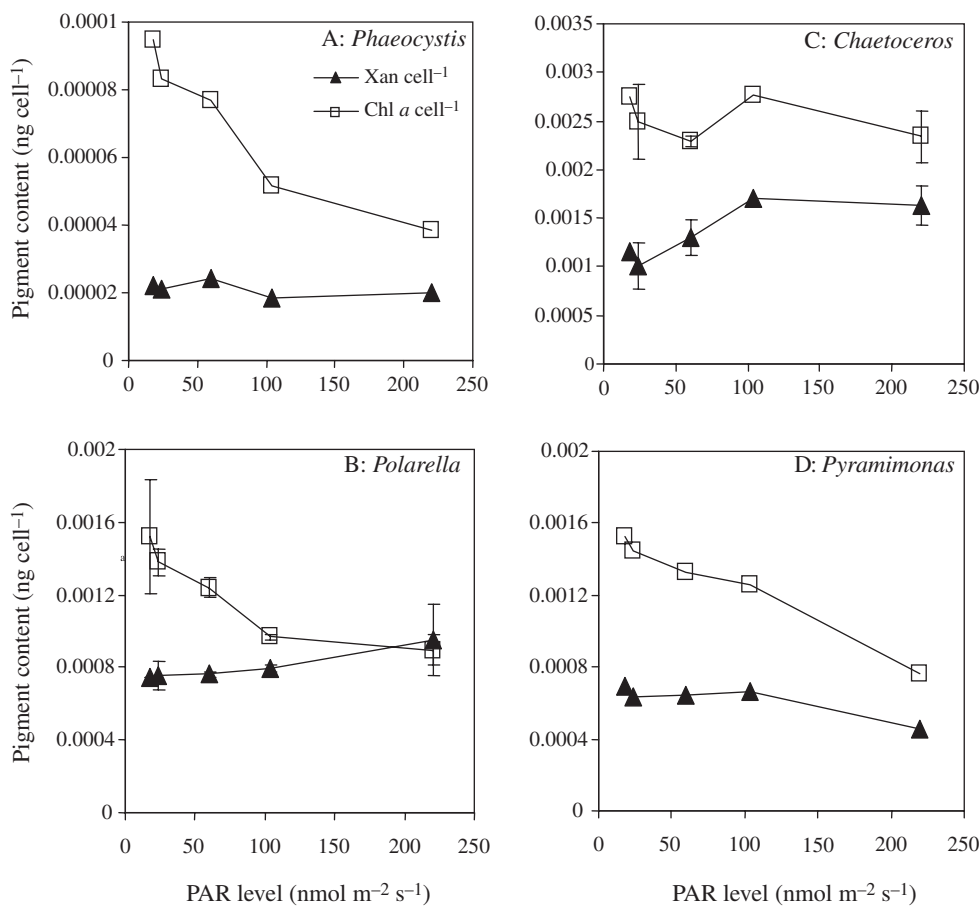 A: Phaeocystis
Xan cell⁻¹
Chl a cell⁻¹
Pigment content (ng cell⁻¹)
0.0001
0.00008
0.00006
0.00004
0.00002
0
0 50 100 150 200 250
C: Chaetoceros
0.0035
0.003
0.0025
0.002
0.0015
0.001
0.0005
0
0 50 100 150 200 250
B: Polarella
Pigment content (ng cell⁻¹)
0.002
0.0016
a
0.0012
0.0008
0.0004
0
0 50 100 150 200 250
PAR level (nmol m⁻² s⁻¹)
D: Pyramimonas
0.002
0.0016
0.0012
0.0008
0.0004
0
0 50 100 150 200 250
PAR level (nmol m⁻² s⁻¹)